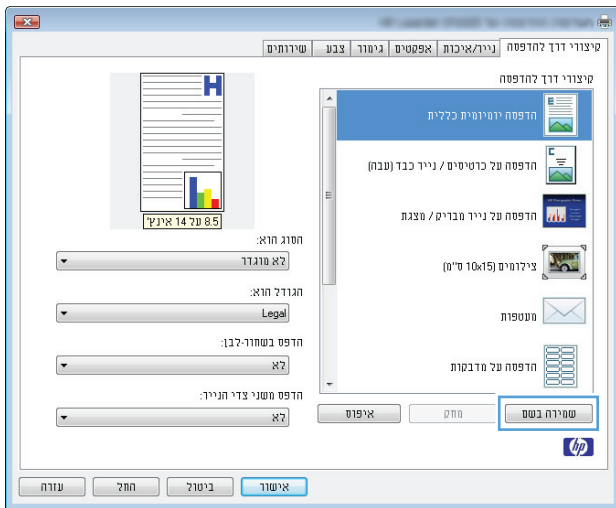 קיצורי דרך להדפסה
נייר/איכות
אפקטים
גימור
צבע
שירותים
קיצורי דרך להדפסה
הדפסה יומיומית כללית
הדפסה על כרטיסים / נייר כבד (עבה)
הדפסה על נייר מבריק / מצגת
צילומים (10x15 ס"מ)
מעטפות
הדפסה על מדבקות
שמירה בשם
מחק
איפוס
8.5 על 14 אינץ'
הסוג הוא:
לא מוגדר
הגודל הוא:
Legal
הדפס בשחור-לבן:
לא
הדפס משני צדי הנייר:
לא
hp
אישור
ביטול
החל
עזרה